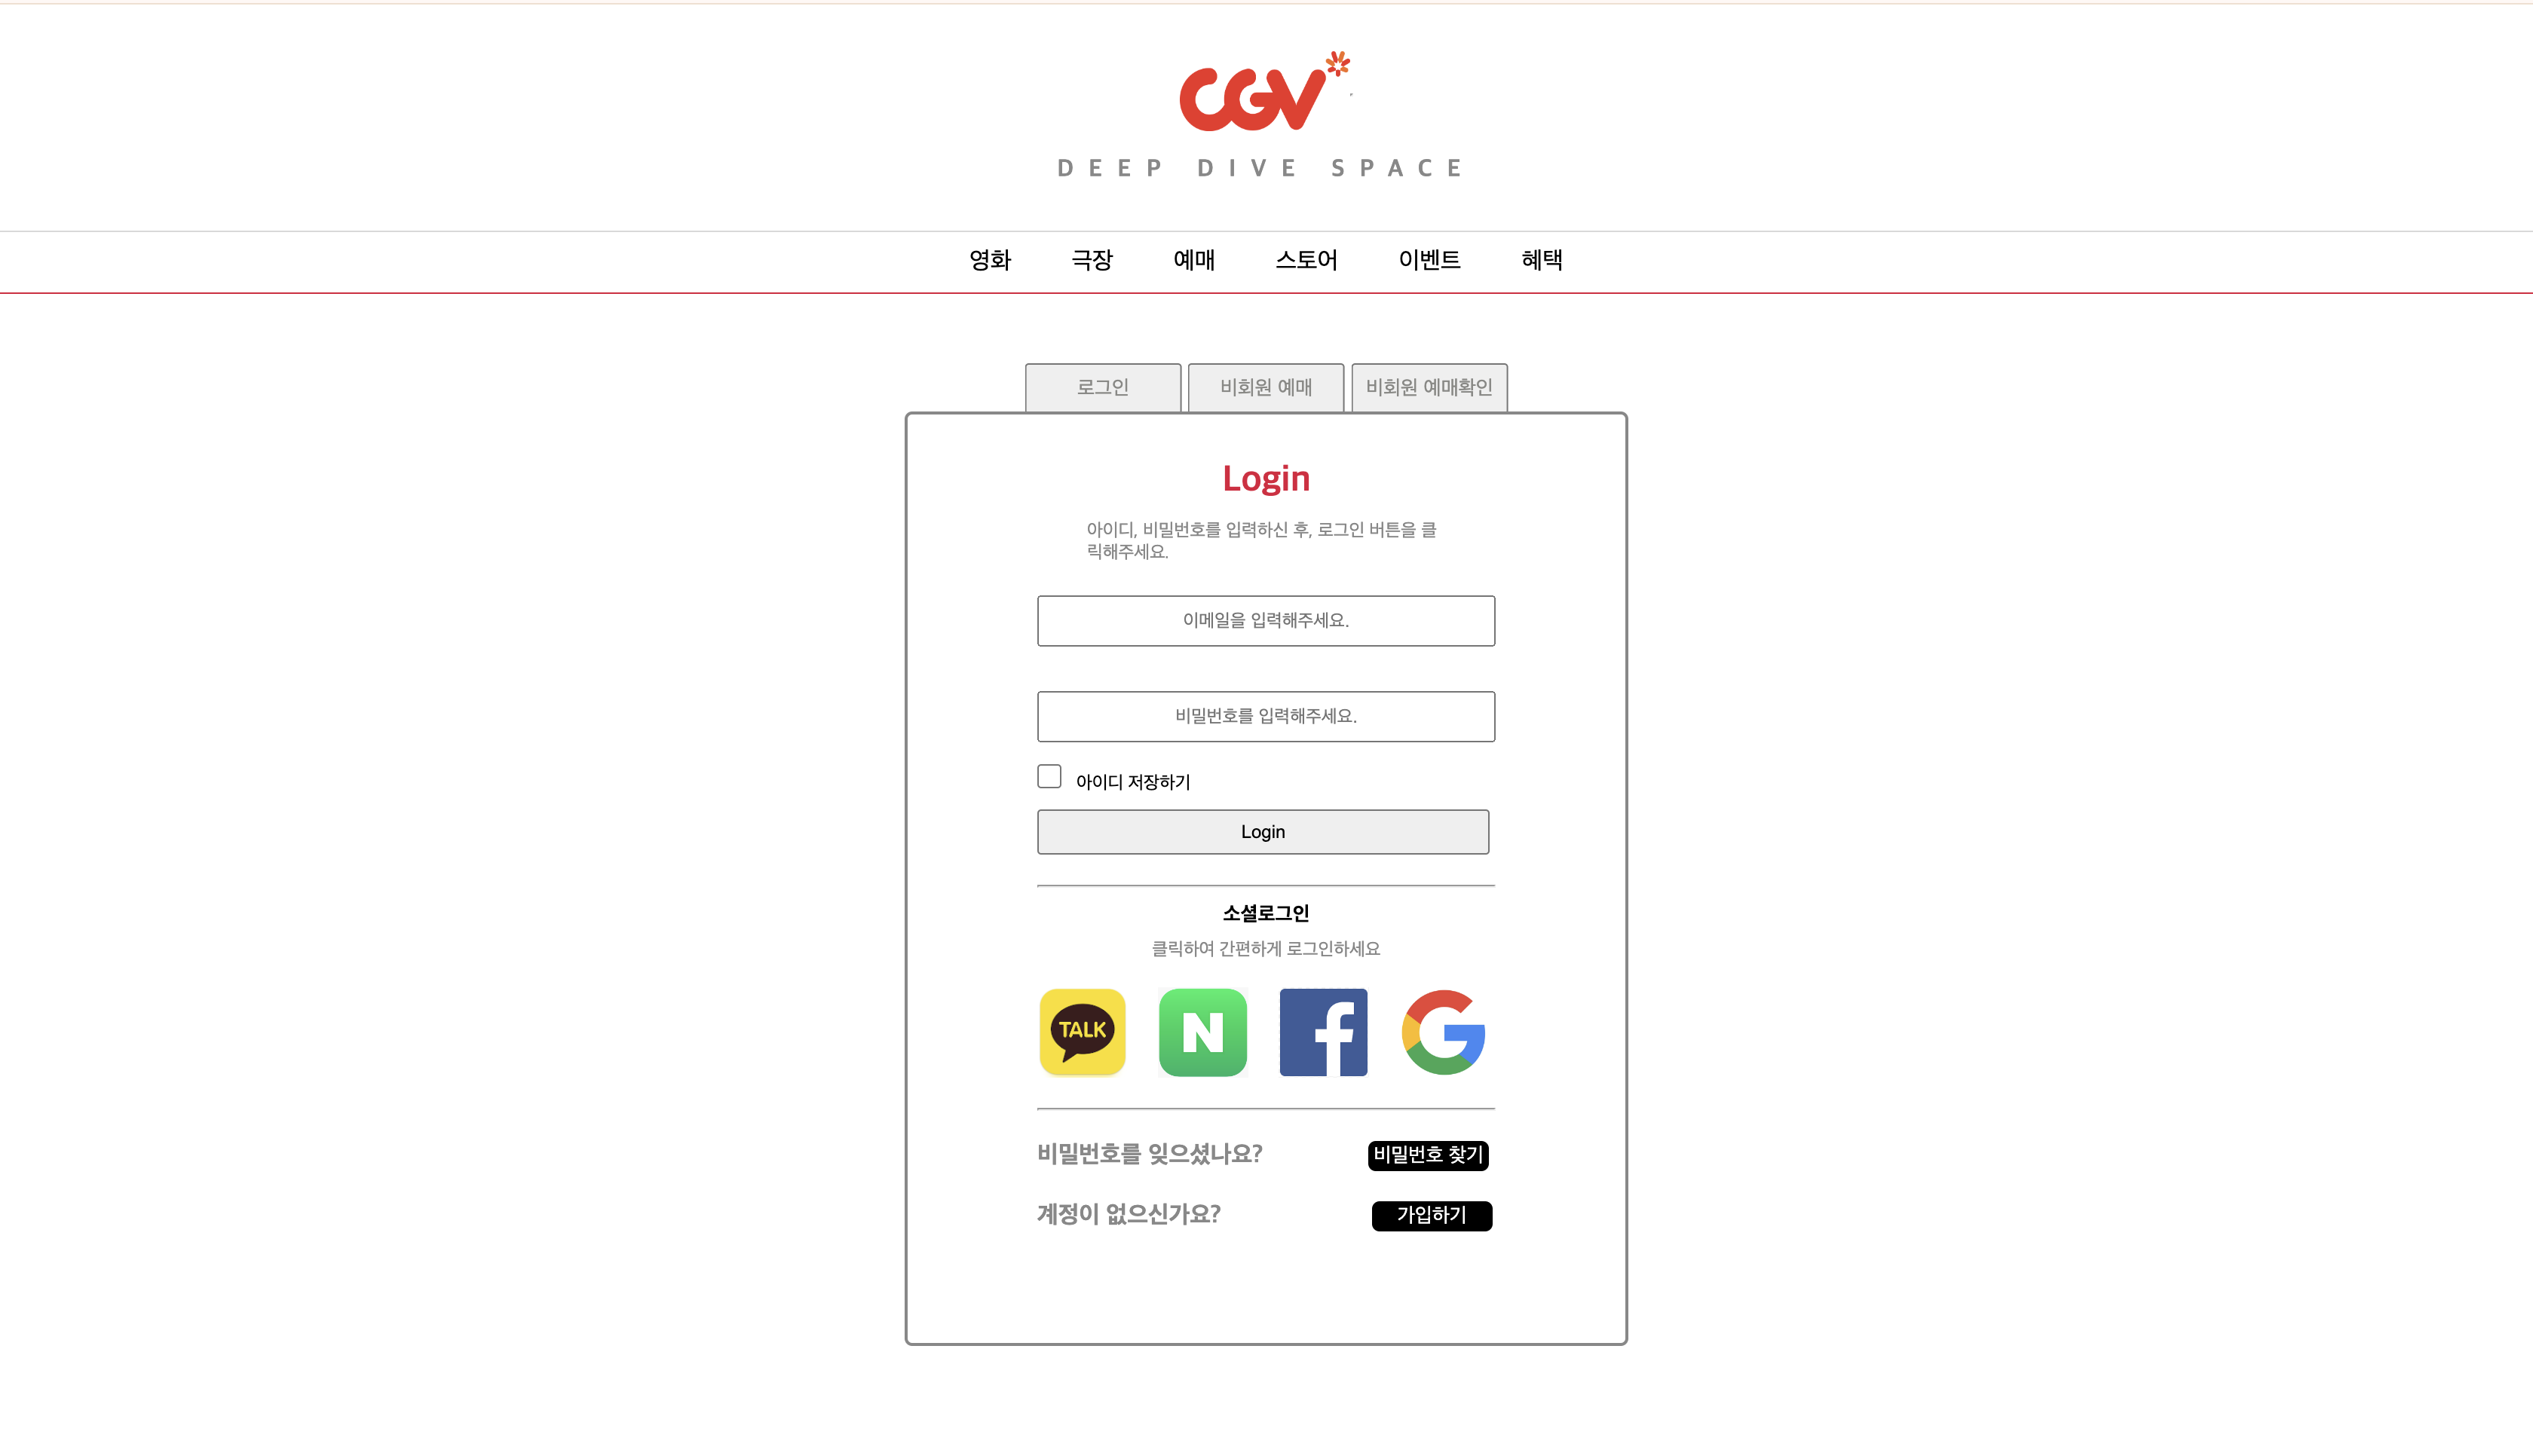 CGV
DEEP DIVE SPACE
영화 극장 예매 스토어 이벤트 혜택
로그인 비회원 예매 비회원 예매확인
Login
아이디, 비밀번호를 입력하신 후, 로그인 버튼을 클
릭해주세요.
이메일을 입력해주세요.
비밀번호를 입력해주세요.
아이디 저장하기
Login
소셜로그인
클릭하여 간편하게 로그인하세요
TALK N f G
비밀번호를 잊으셨나요? 비밀번호 찾기
계정이 없으신가요? 가입하기